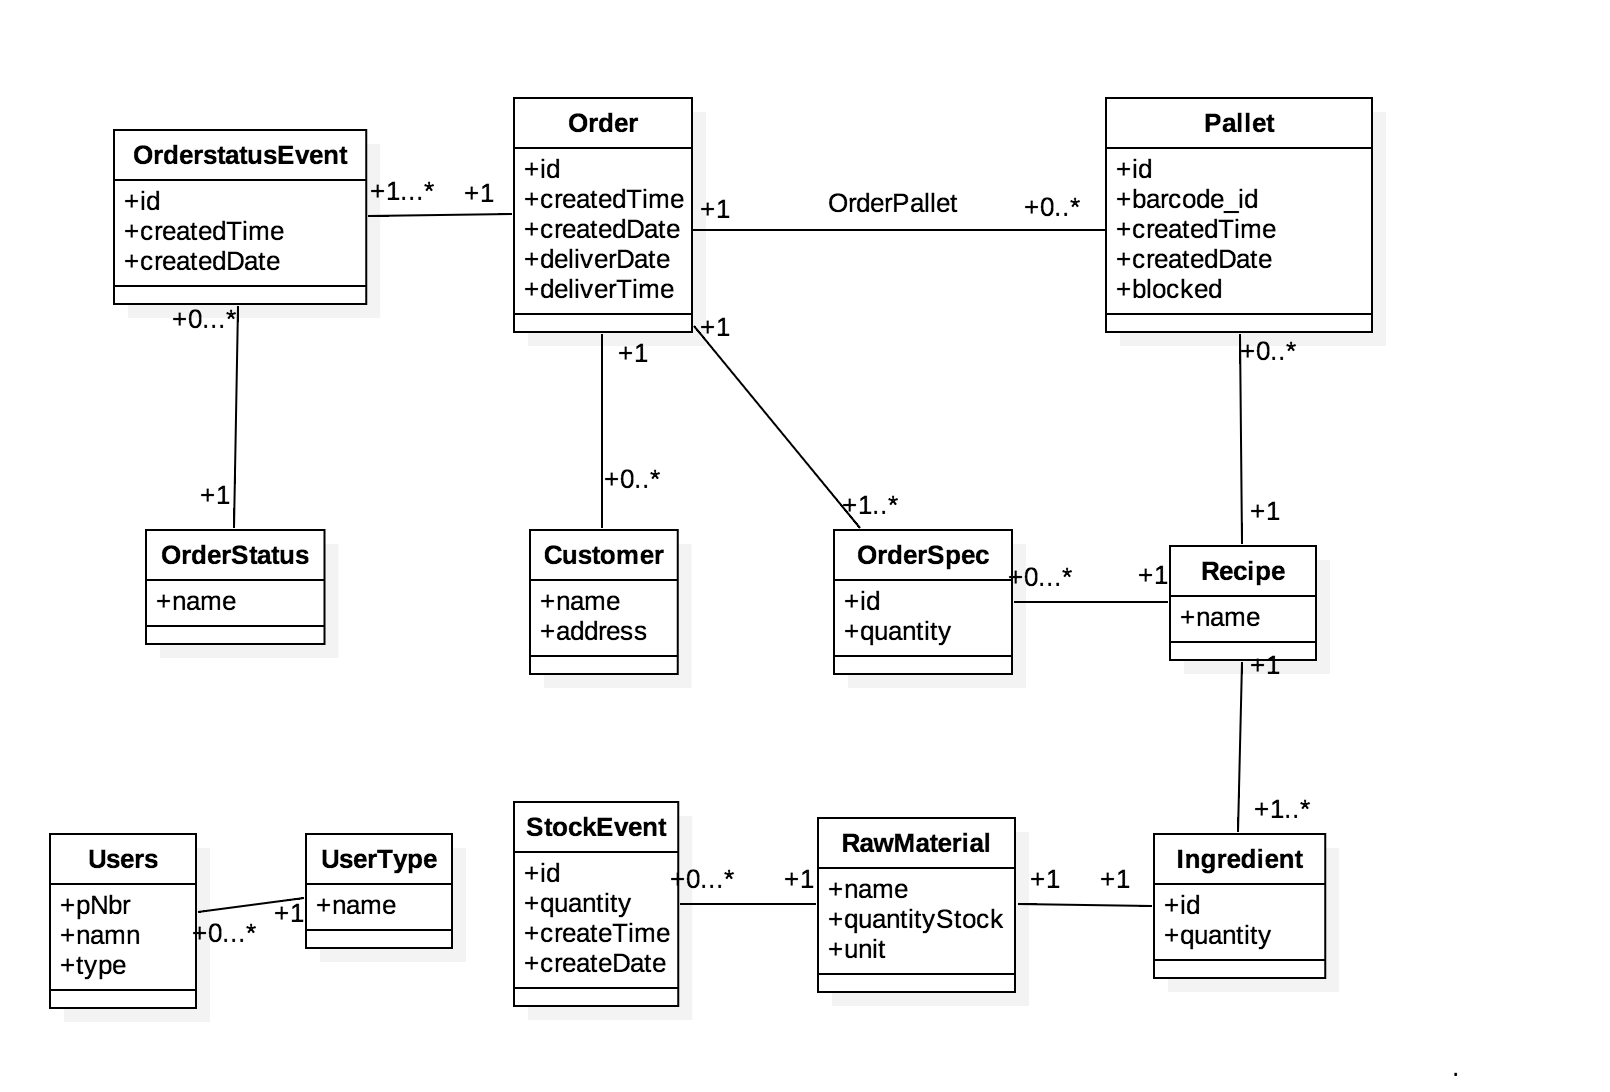 Order
+id
+createdTime
+createdDate
+deliverDate
+deliverTime
Pallet
+id
+barcode_id
+createdTime
+createdDate
+blocked
OrderstatusEvent
+id
+createdTime
+createdDate
+1...*
+1
+1
OrderPallet
+0..*
+0...*
+1
+1
+0..*
+1
+0..*
+1..*
+1
+1
OrderStatus
+name
Customer
+name
+address
OrderSpec
+id
+quantity
+0...*
+1
Recipe
+name
+1
+1..*
Users
+pNbr
+namn
+type
+0...*
+1
UserType
+name
StockEvent
+id
+quantity
+createTime
+createDate
+0...*
+1
RawMaterial
+name
+quantityStock
+unit
+1
+1
Ingredient
+id
+quantity
.